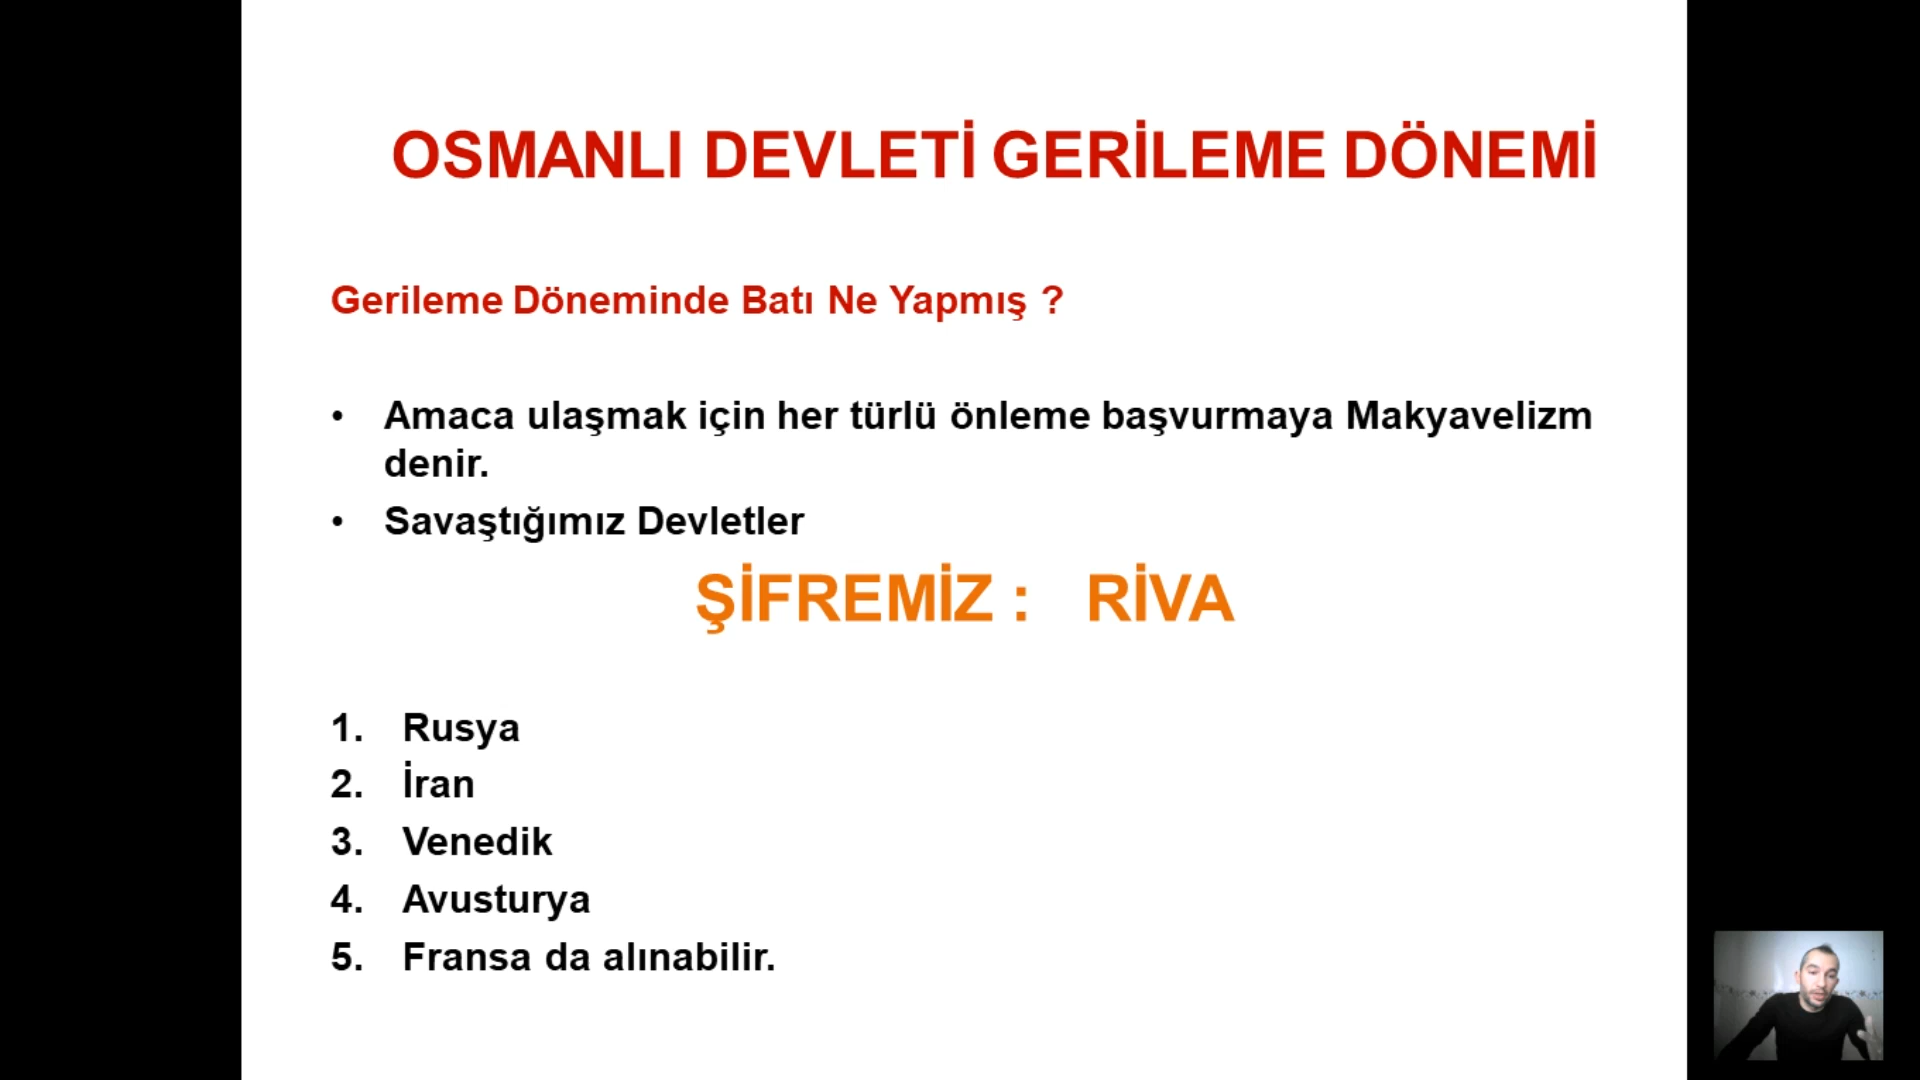 OSMANLI DEVLETİ GERİLEME DÖNEMİ
Gerileme Döneminde Batı Ne Yapmış ?
• Amaca ulaşmak için her türlü önleme başvurmaya Makyavelizm
denir.
• Savaştığımız Devletler
ŞİFREMİZ : RİVA
1. Rusya
2. İran
3. Venedik
4. Avusturya
5. Fransa da alınabilir.